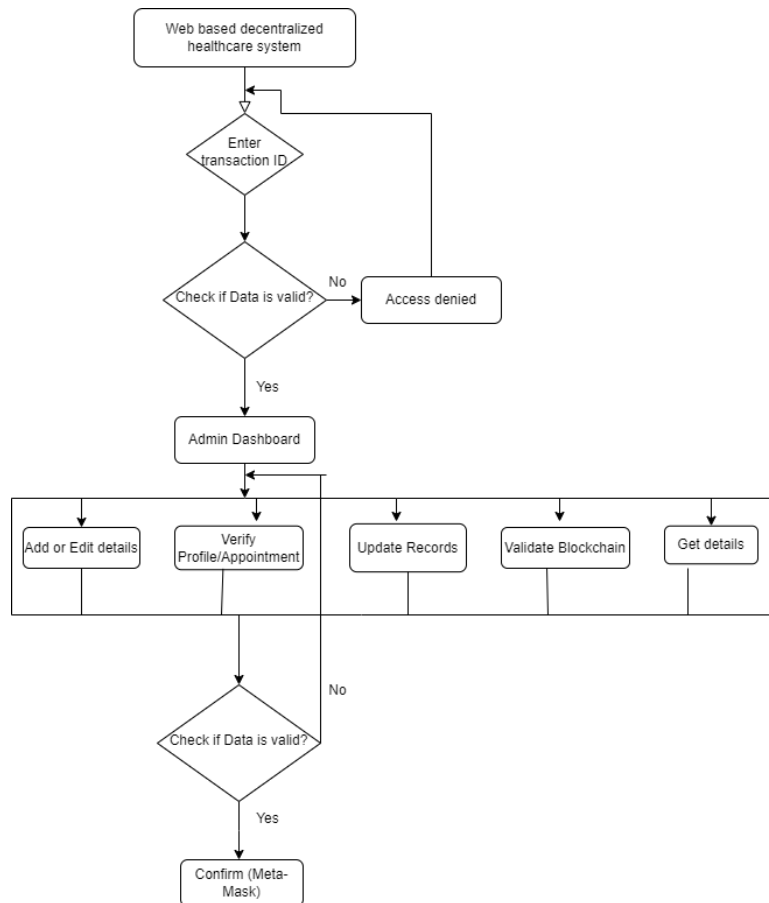 Web based decentralized
healthcare system
Enter
transaction ID
Check if Data is valid?
No
Access denied
Yes
Admin Dashboard
Add or Edit details
Verify
Profile/Appointment
Update Records
Validate Blockchain
Get details
No
Check if Data is valid?
Yes
Confirm (Meta-
Mask)